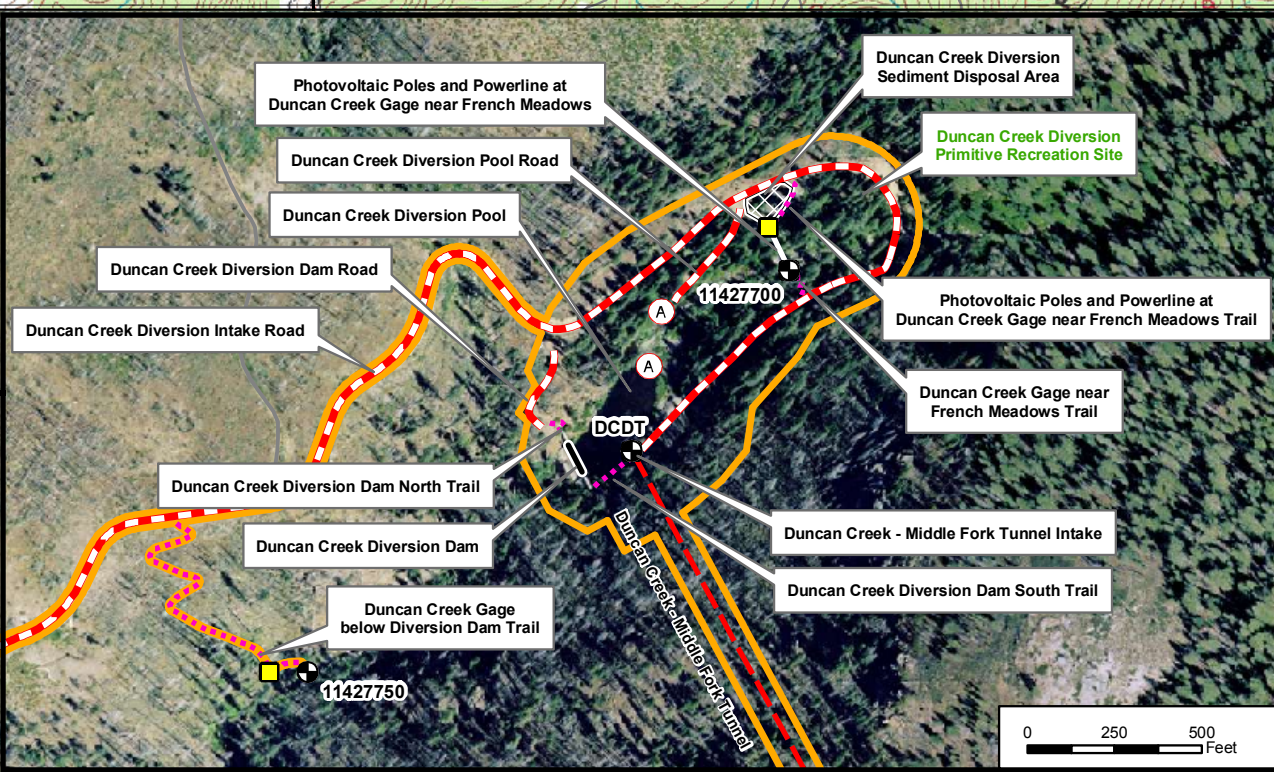 Duncan Creek Diversion
Sediment Disposal Area
Photovoltaic Poles and Powerline at
Duncan Creek Gage near French Meadows
Duncan Creek Diversion
Primitive Recreation Site
Duncan Creek Diversion Pool Road
Duncan Creek Diversion Pool
Duncan Creek Diversion Dam Road
11427700
Photovoltaic Poles and Powerline at
Duncan Creek Gage near French Meadows Trail
A
Duncan Creek Diversion Intake Road
A
Duncan Creek Gage near
French Meadows Trail
DCDT
Duncan Creek Diversion Dam North Trail
Duncan Creek Diversion Dam
Duncan Creek - Middle Fork Tunnel Intake
Duncan Creek Diversion Dam South Trail
Duncan Creek - Middle Fork Tunnel
Duncan Creek Gage
below Diversion Dam Trail
11427750
0 250 500
Feet